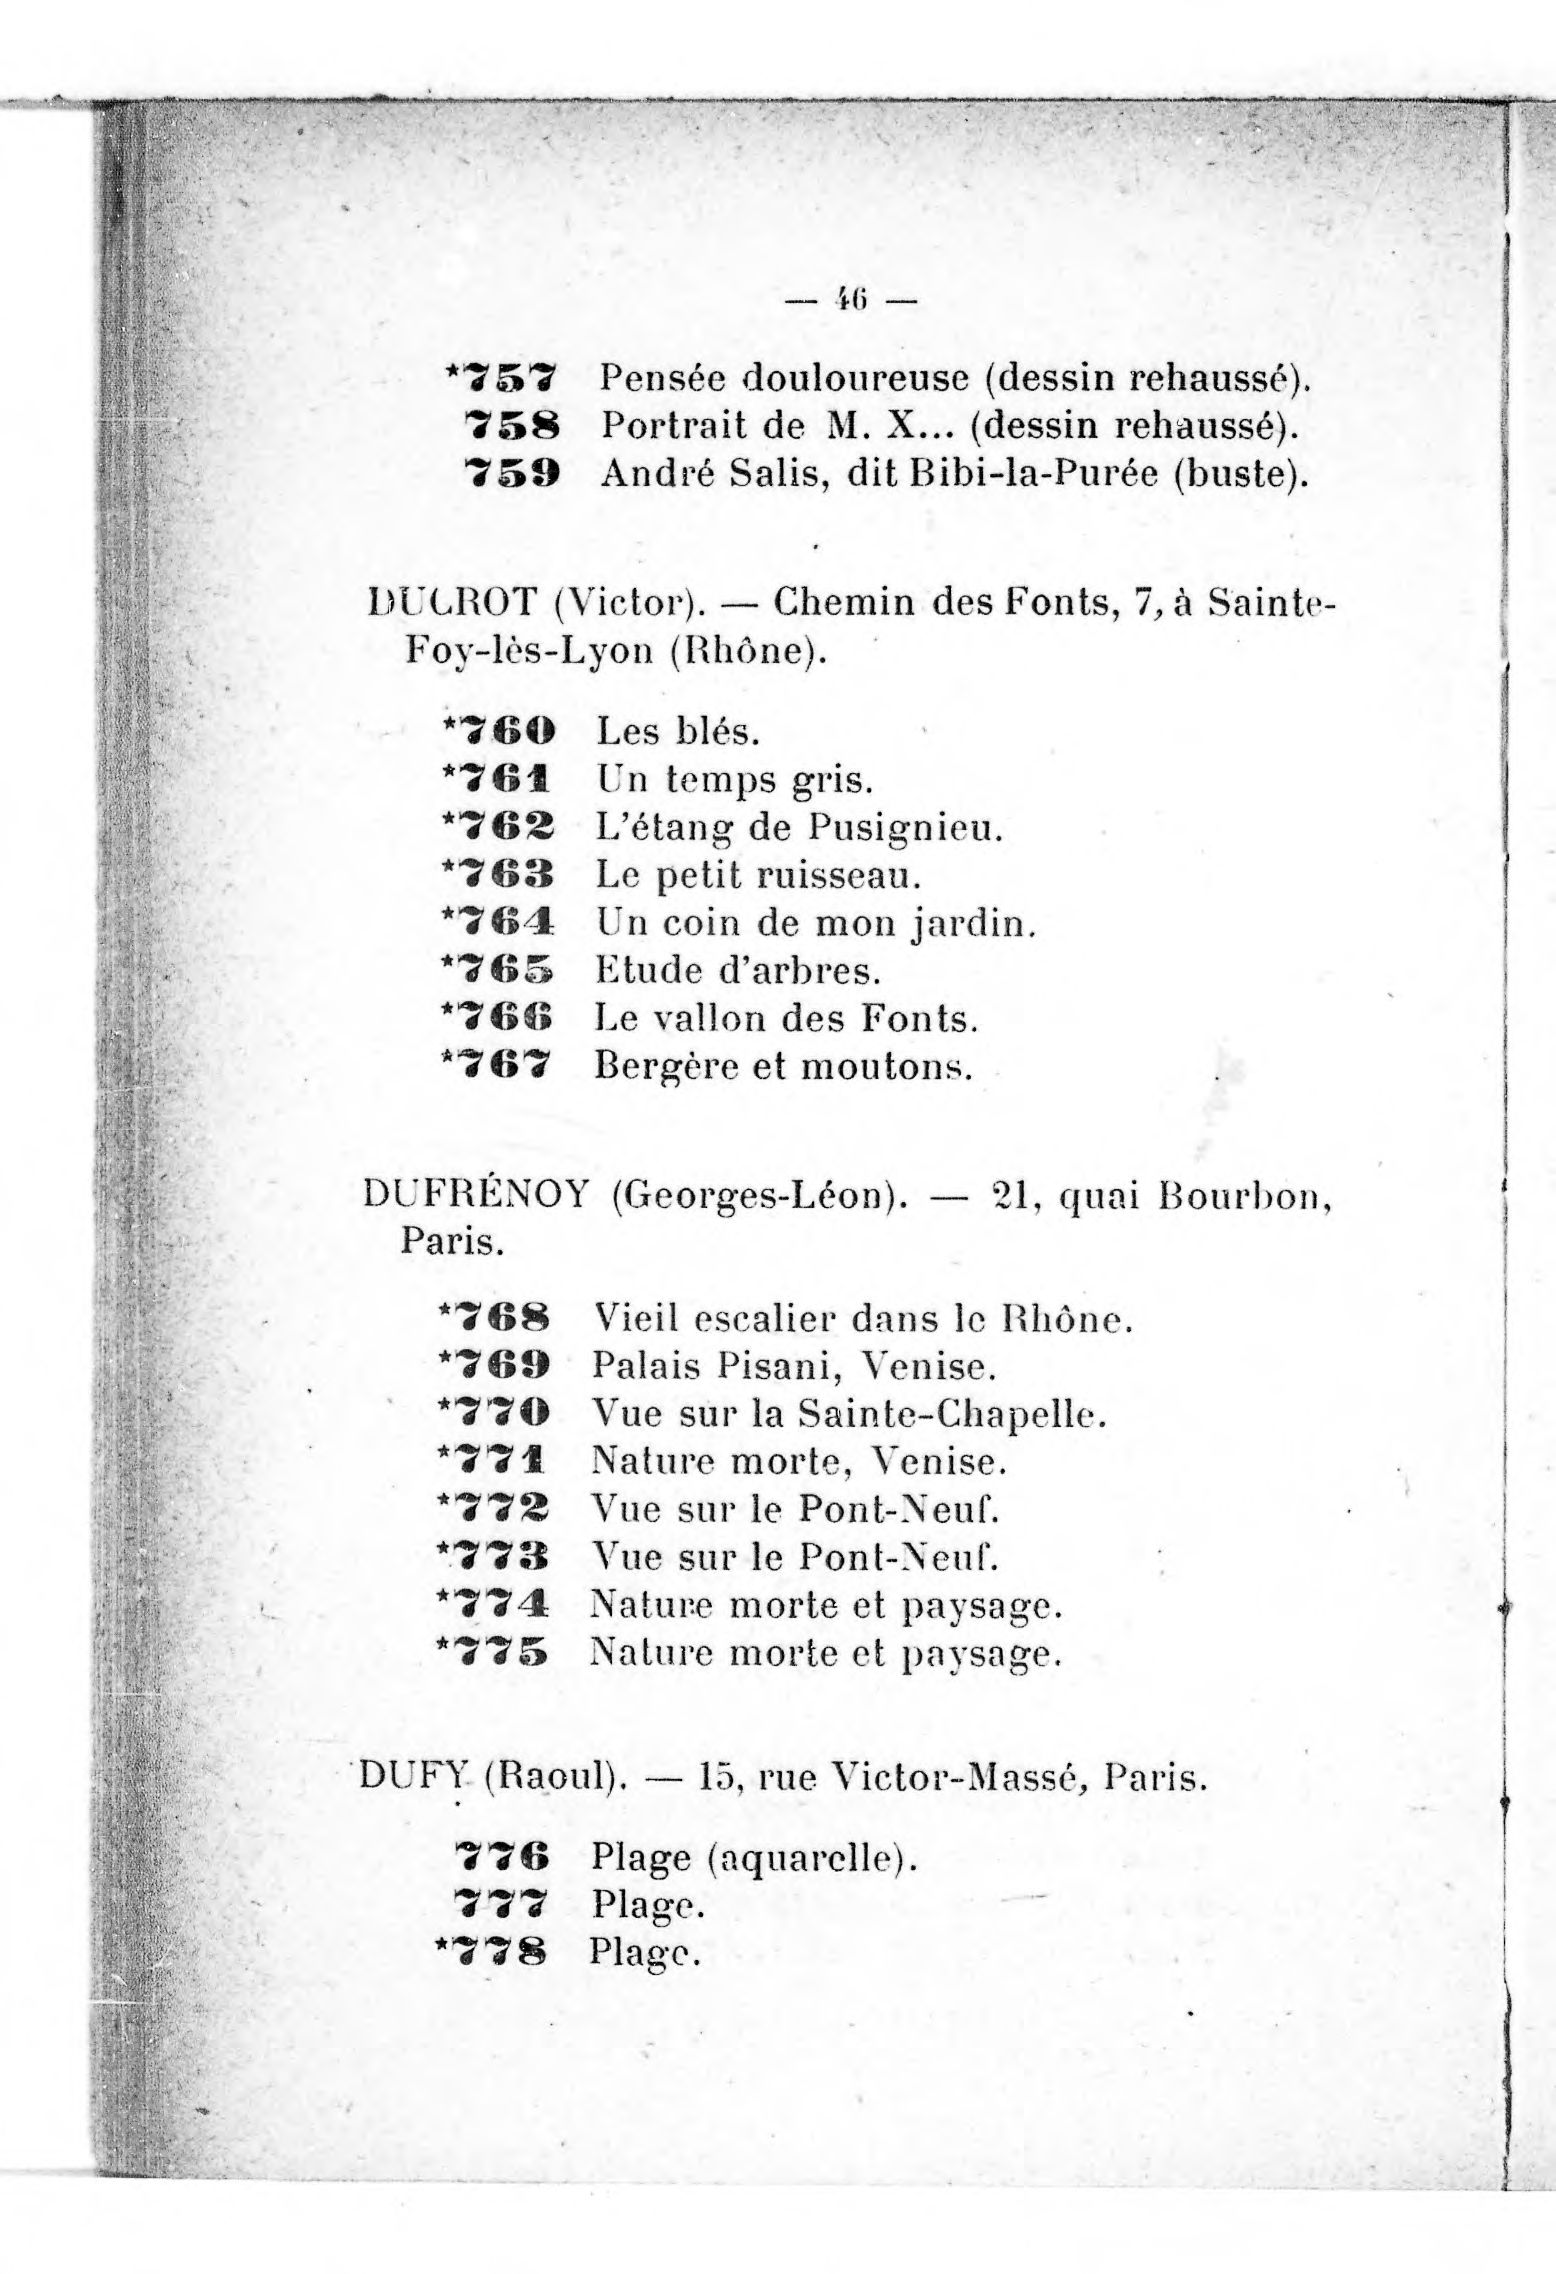 — 46 —
*757 Pensée douloureuse (dessin rehaussé).
758 Portrait de M. X... (dessin rehaussé).
759 André Salis, dit Bibi-la-Purée (buste).
DUCROT (Victor). — Chemin des Fonts, 7, à Sainte-
Foy-lès-Lyon (Rhône).
*760 Les blés.
*761 Un temps gris.
*762 L'étang de Pusignieu.
*763 Le petit ruisseau.
*764 Un coin de mon jardin.
*765 Etude d'arbres.
*766 Le vallon des Fonts.
*767 Bergère et moutons.
DUFRÉNOY (Georges-Léon). — 21, quai Bourbon,
Paris.
*768 Vieil escalier dans le Rhône.
*769 Palais Pisani, Venise.
*770 Vue sur la Sainte-Chapelle.
*771 Nature morte, Venise.
*772 Vue sur le Pont-Neuf.
*773 Vue sur le Pont-Neuf.
*774 Nature morte et paysage.
*775 Nature morte et paysage.
DUFY (Raoul). — 15, rue Victor-Massé, Paris.
776 Plage (aquarelle).
777 Plage.
*778 Plage.